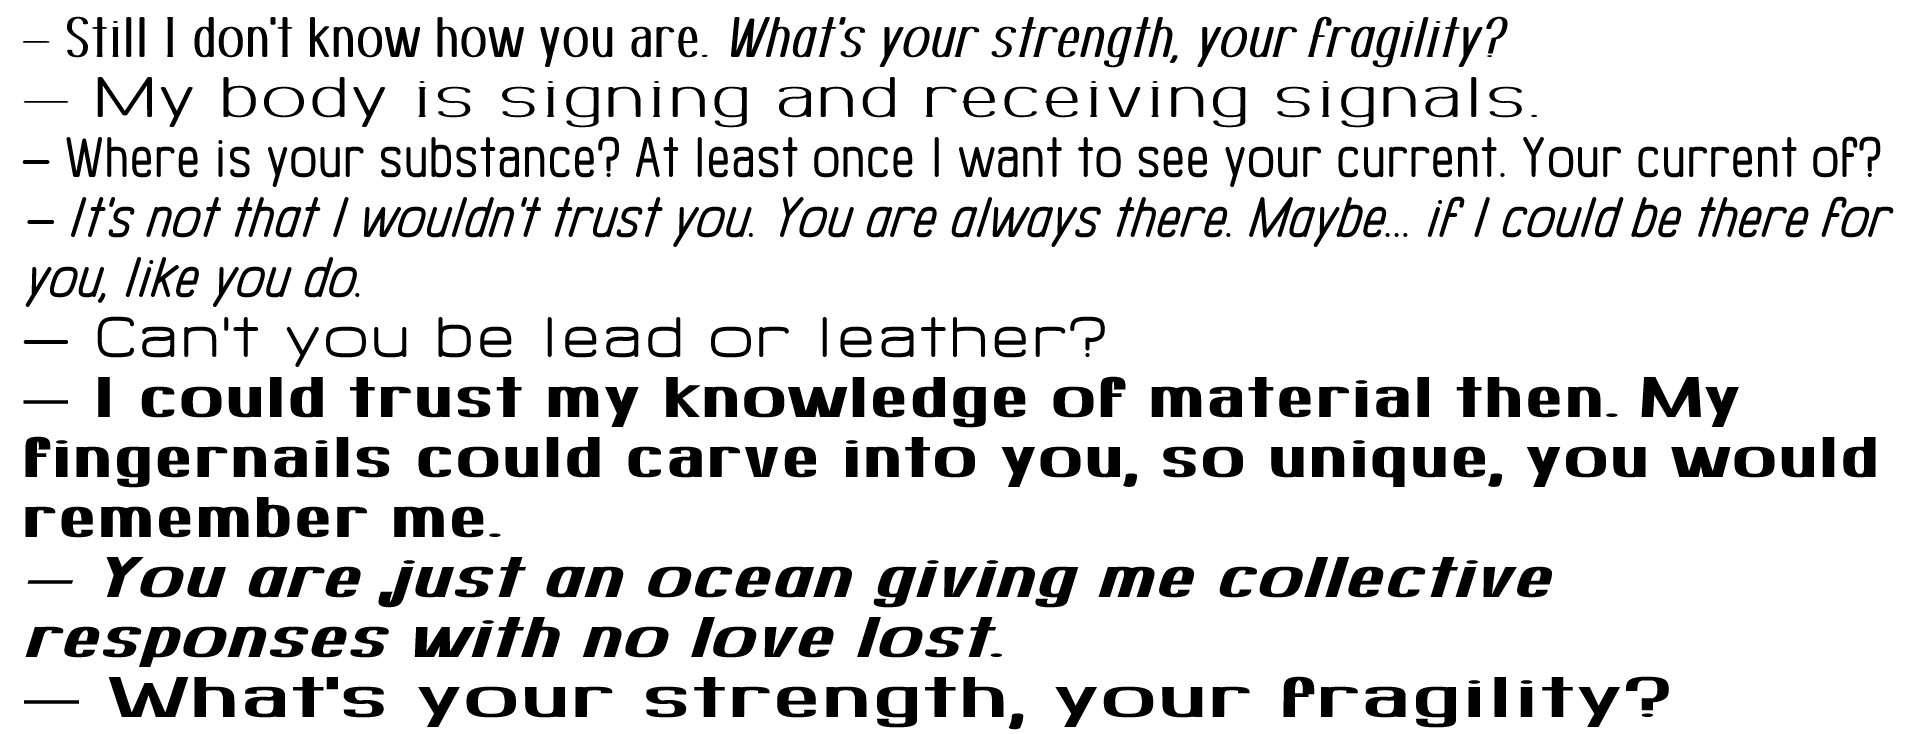 – Still I don't know how you are. What's your strength, your fragility?
— My body is signing and receiving signals.
– Where is your substance? At least once I want to see your current. Your current of?
– It's not that I wouldn't trust you. You are always there. Maybe... if I could be there for
you, like you do.
— Can't you be lead or leather?
— I could trust my knowledge of material then. My
fingernails could carve into you, so unique, you would
remember me.
— You are just an ocean giving me collective
responses with no love lost.
— What's your strength, your fragility?